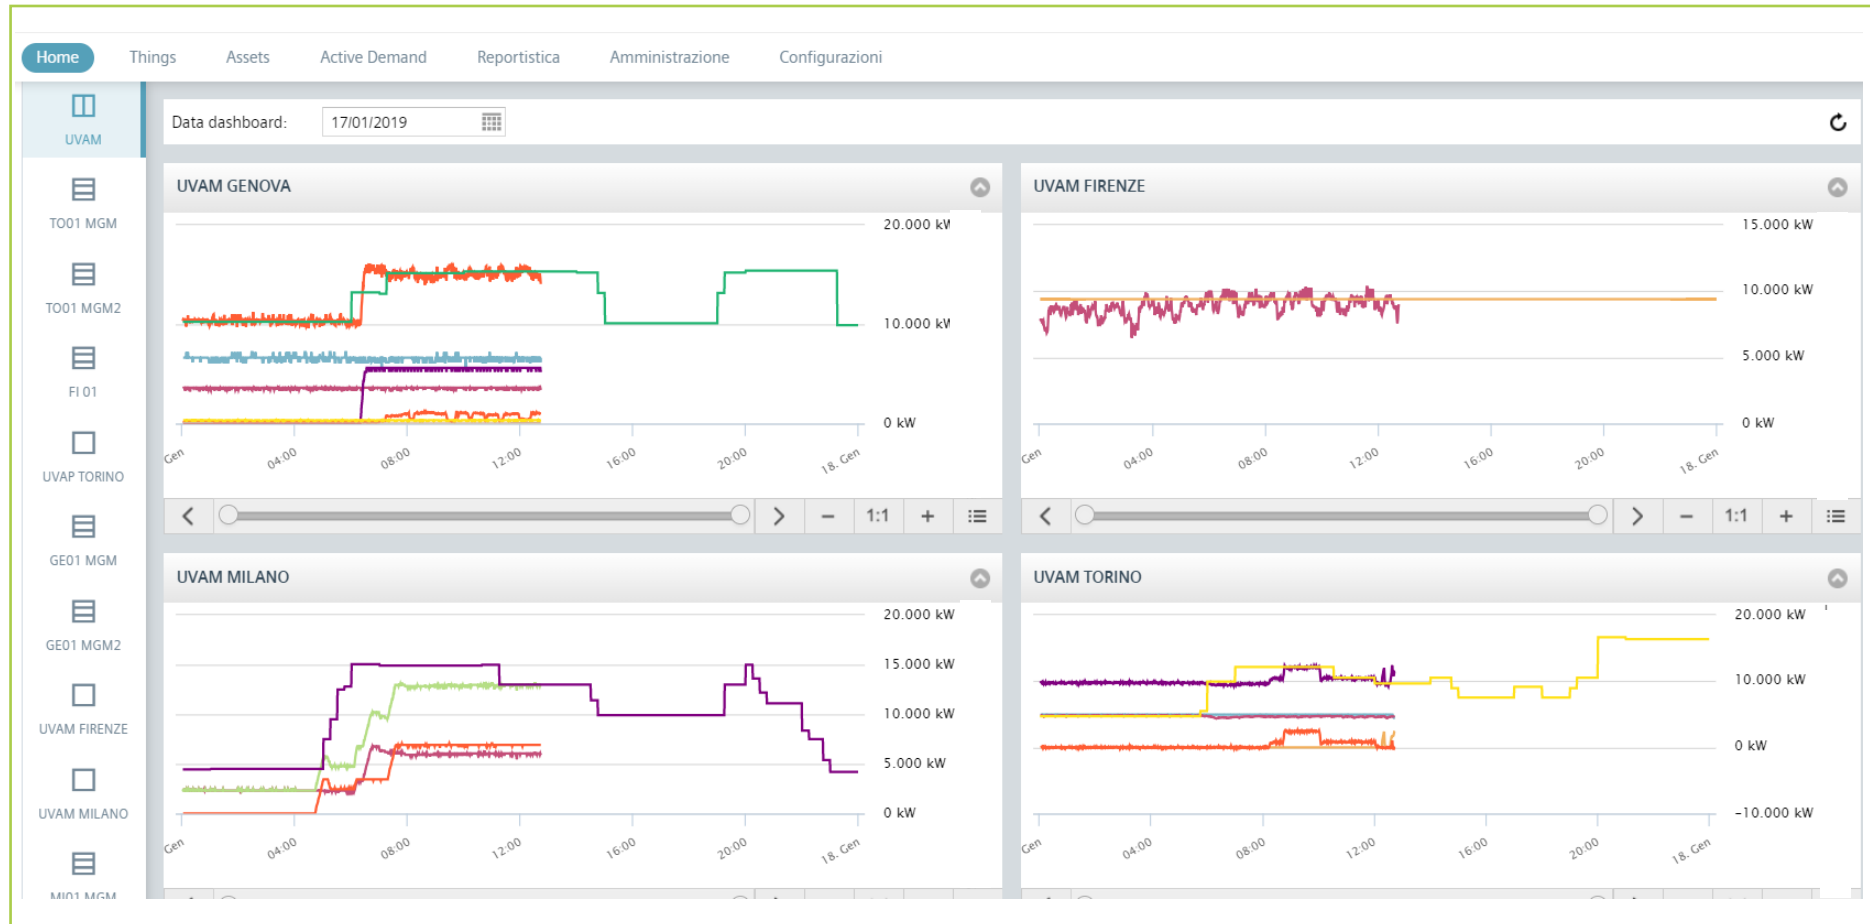 Home Things Assets Active Demand Reportistica Amministrazione Configurazioni
UVAM
TO01 MGM
TO01 MGM2
FI 01
UVAP TORINO
GE01 MGM
GE01 MGM2
UVAM FIRENZE
UVAM MILANO
MI01 MGM
Data dashboard: 17/01/2019
UVAM GENOVA
20.000 kW
10.000 kW
0 kW
Gen 04:00 08:00 12:00 16:00 20:00 18. Gen
1:1
UVAM FIRENZE
15.000 kW
10.000 kW
5.000 kW
0 kW
Gen 04:00 08:00 12:00 16:00 20:00 18. Gen
1:1
UVAM MILANO
20.000 kW
15.000 kW
10.000 kW
5.000 kW
0 kW
Gen 04:00 08:00 12:00 16:00 20:00 18. Gen
UVAM TORINO
20.000 kW
10.000 kW
0 kW
-10.000 kW
Gen 04:00 08:00 12:00 16:00 20:00 18. Gen